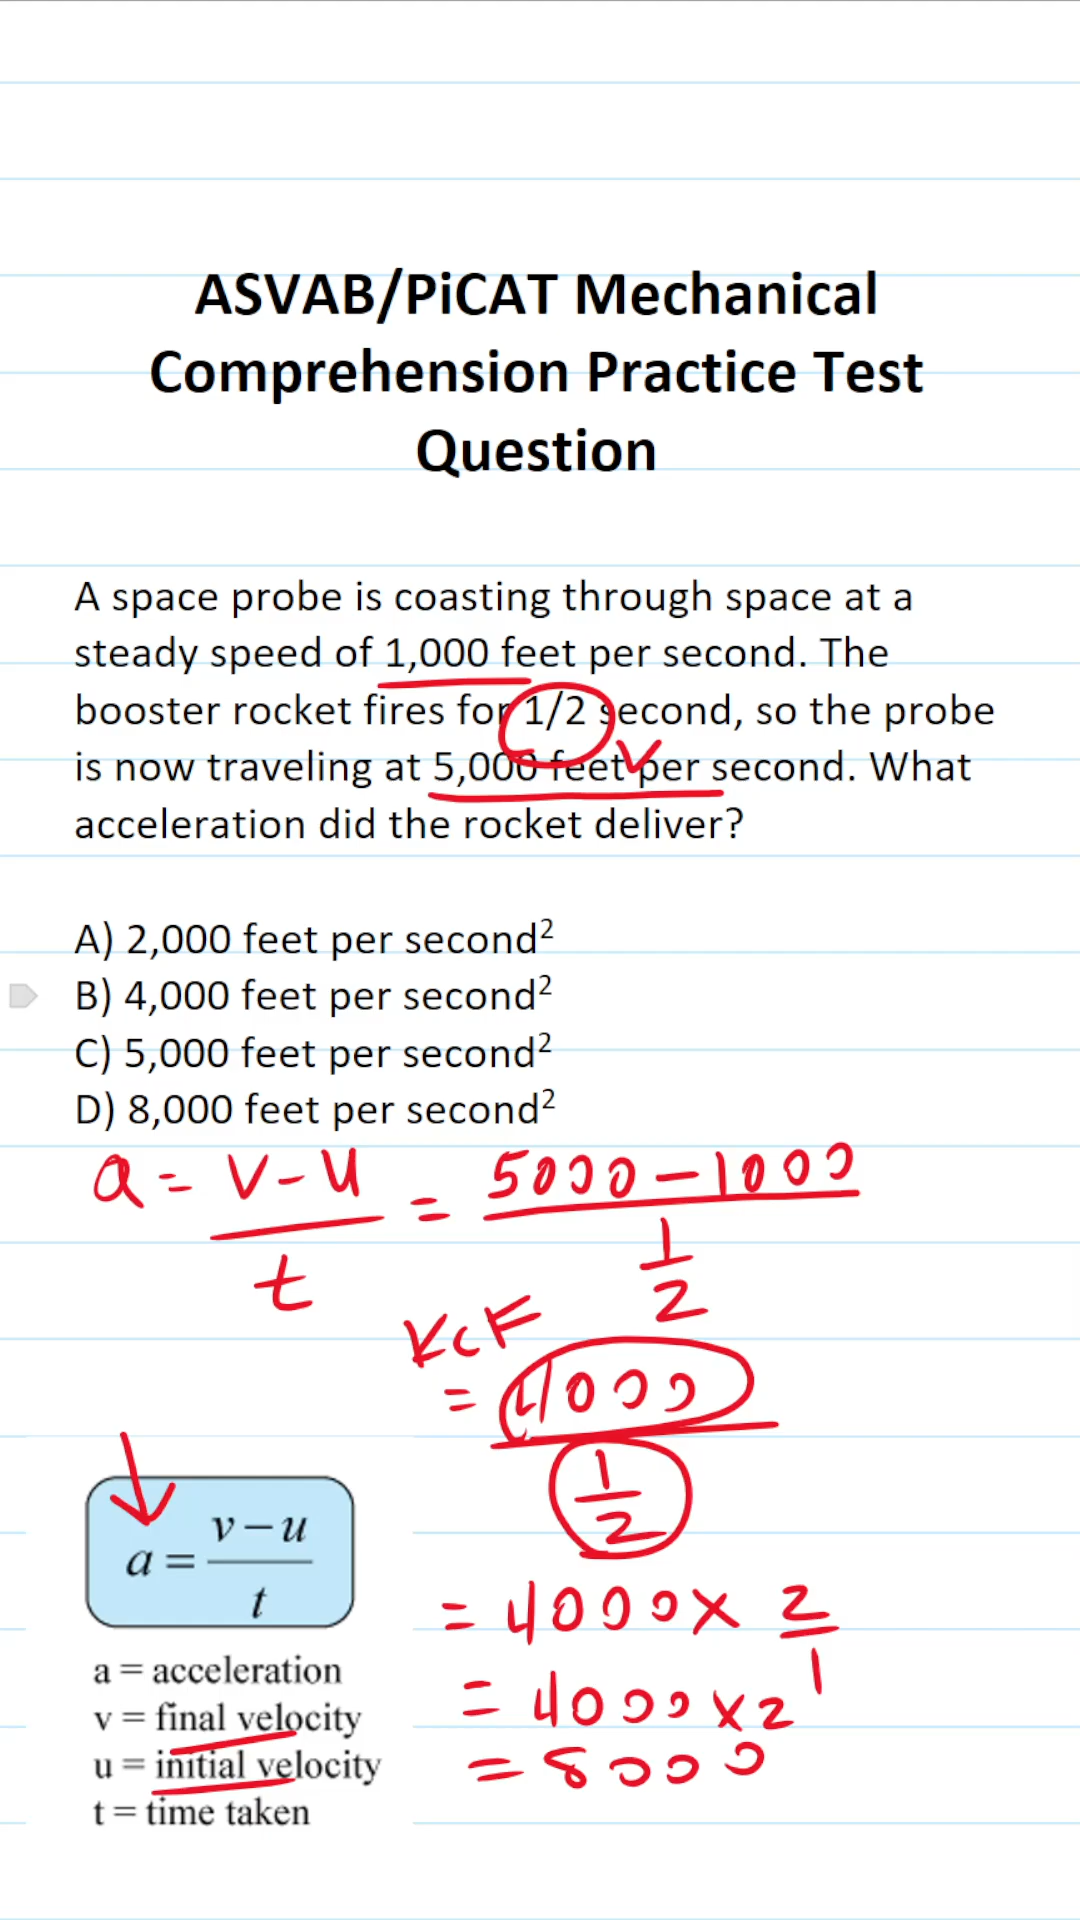 ASVAB/PiCAT Mechanical
Comprehension Practice Test
Question
A space probe is coasting through space at a
steady speed of 1,000 feet per second. The
booster rocket fires for 1/2 second, so the probe
is now traveling at 5,000 feet per second. What
acceleration did the rocket deliver?
V
A) 2,000 feet per second²
B) 4,000 feet per second²
C) 5,000 feet per second²
D) 8,000 feet per second²
a = v-u / t = 5000-1000 / 1/2
KCF
= 4000 / 1/2
= 4000 x 2/1
= 4000 x 2
= 8000
a = v-u / t
a = acceleration
v = final velocity
u = initial velocity
t = time taken